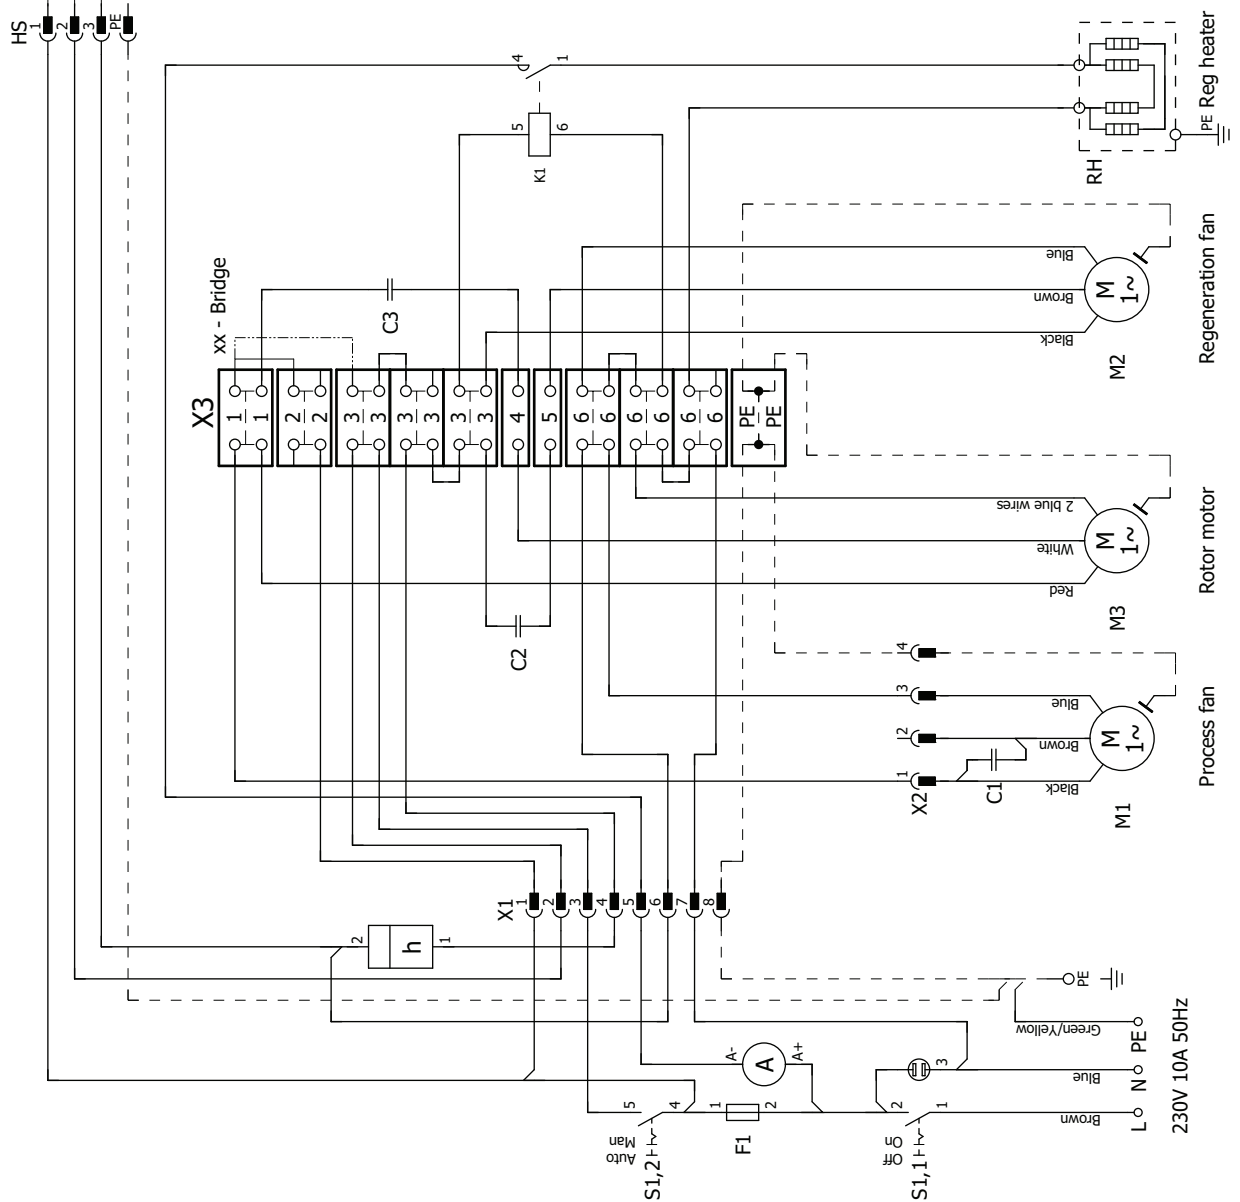 HS
1
2
3
PE
4
1
5
6
K1
PE Reg heater
RH
xx - Bridge
C3
Blue
Brown
Black
M
1~
M2
Regeneration fan
X3
1
1
2
2
3
3
3
3
3
3
4
5
6
6
6
6
6
6
PE
PE
2 blue wires
White
Red
M
1~
M3
Rotor motor
C2
4
3
2
1
X2
C1
Blue
Brown
Black
M
1~
M1
Process fan
X1
1
2
3
4
5
6
7
8
2
h
1
PE
Green/Yellow
PE
A-
A
A+
3
Blue
N
5
4
1
2
2
1
Brown
L
Auto
Man
S1,2
F1
Off
On
S1,1
230V 10A 50Hz